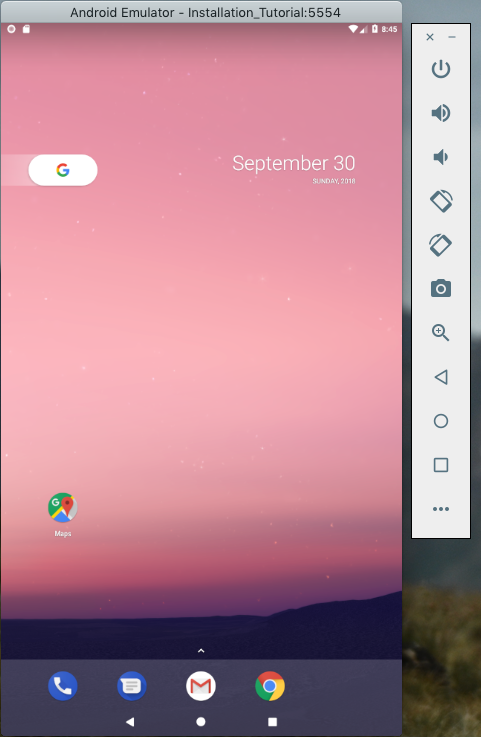 Android Emulator - Installation_Tutorial:5554
8:45
September 30
SUNDAY, 2018
Maps